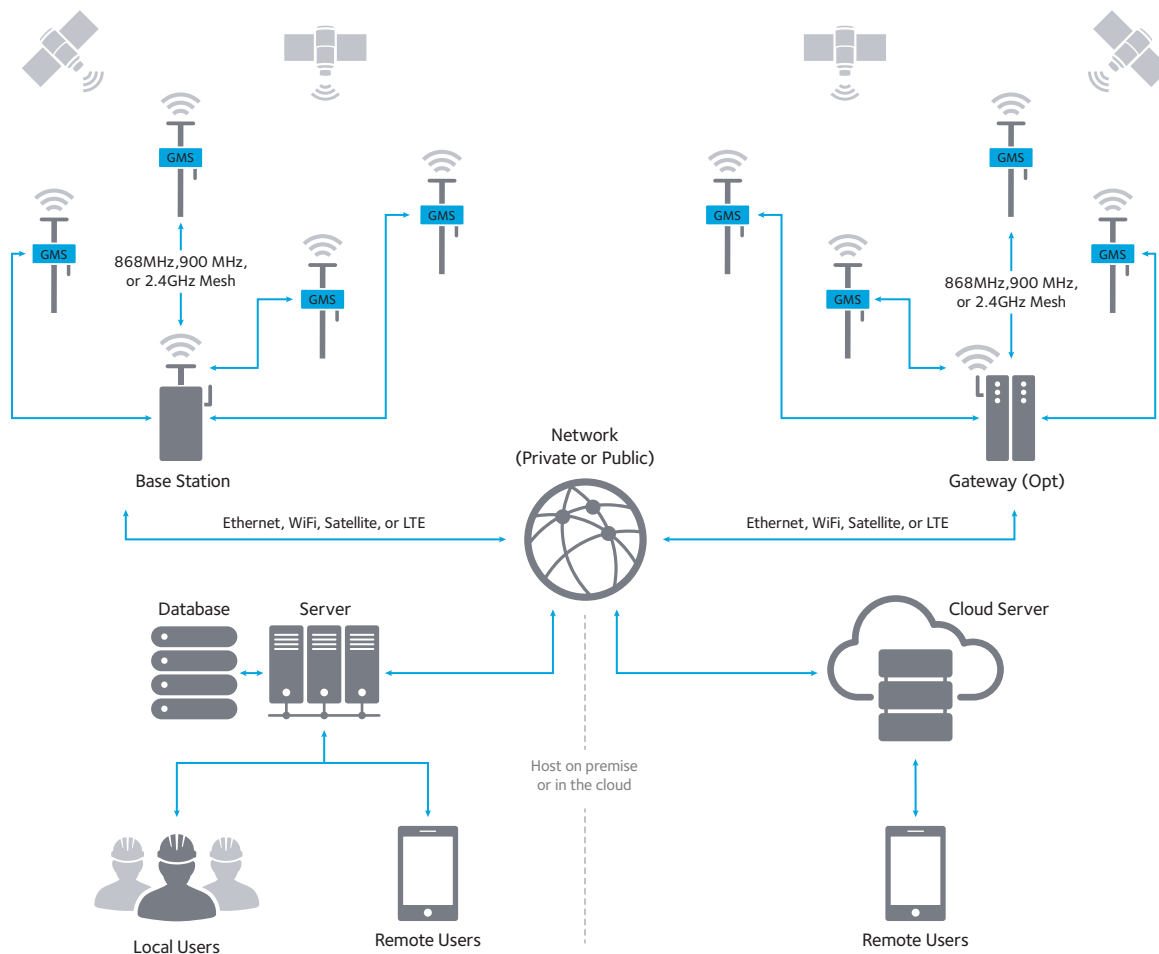 GMS
GMS
GMS
GMS
GMS
GMS
GMS
GMS
868MHz,900 MHz,
or 2.4GHz Mesh
868MHz,900 MHz,
or 2.4GHz Mesh
Base Station
Network
(Private or Public)
Gateway (Opt)
Ethernet, WiFi, Satellite, or LTE
Ethernet, WiFi, Satellite, or LTE
Database
Server
Cloud Server
Host on premise
or in the cloud
Local Users
Remote Users
Remote Users